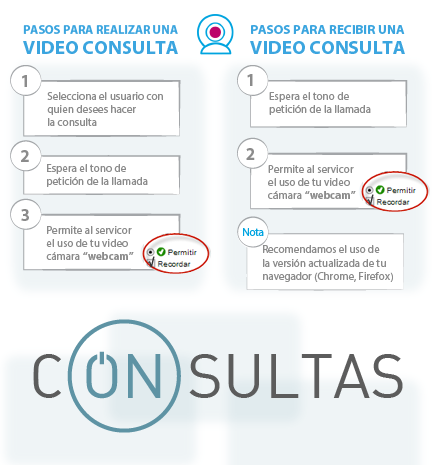 PASOS PARA REALIZAR UNA
VIDEO CONSULTA
1
Selecciona el usuario con
quien desees hacer
la consulta
2
Espera el tono de
petición de la llamada
3
Permite al servicor
el uso de tu video
cámara "webcam"
Permitir
Recordar
PASOS PARA RECIBIR UNA
VIDEO CONSULTA
1
Espera el tono de
petición de la llamada
2
Permite al servicor
el uso de tu video
cámara "webcam"
Permitir
Recordar
Nota
Recomendamos el uso de
la versión actualizada de tu
navegador (Chrome, Firefox)
CONSULTAS